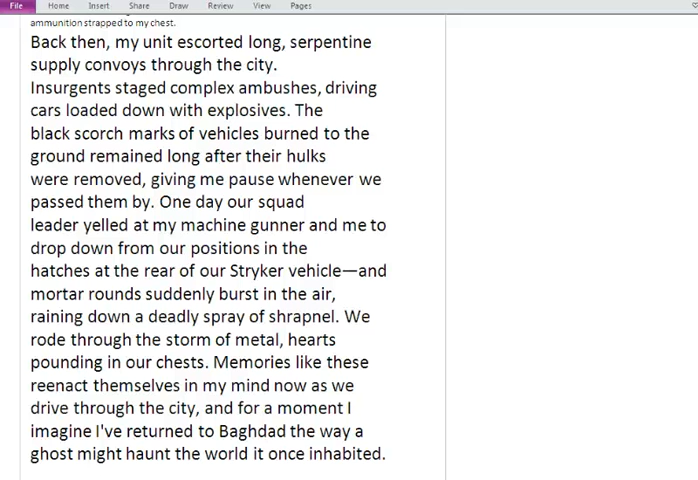 File Home Insert Share Draw Review View Pages
ammunition strapped to my chest.
Back then, my unit escorted long, serpentine
supply convoys through the city.
Insurgents staged complex ambushes, driving
cars loaded down with explosives. The
black scorch marks of vehicles burned to the
ground remained long after their hulks
were removed, giving me pause whenever we
passed them by. One day our squad
leader yelled at my machine gunner and me to
drop down from our positions in the
hatches at the rear of our Stryker vehicle—and
mortar rounds suddenly burst in the air,
raining down a deadly spray of shrapnel. We
rode through the storm of metal, hearts
pounding in our chests. Memories like these
reenact themselves in my mind now as we
drive through the city, and for a moment I
imagine I've returned to Baghdad the way a
ghost might haunt the world it once inhabited.